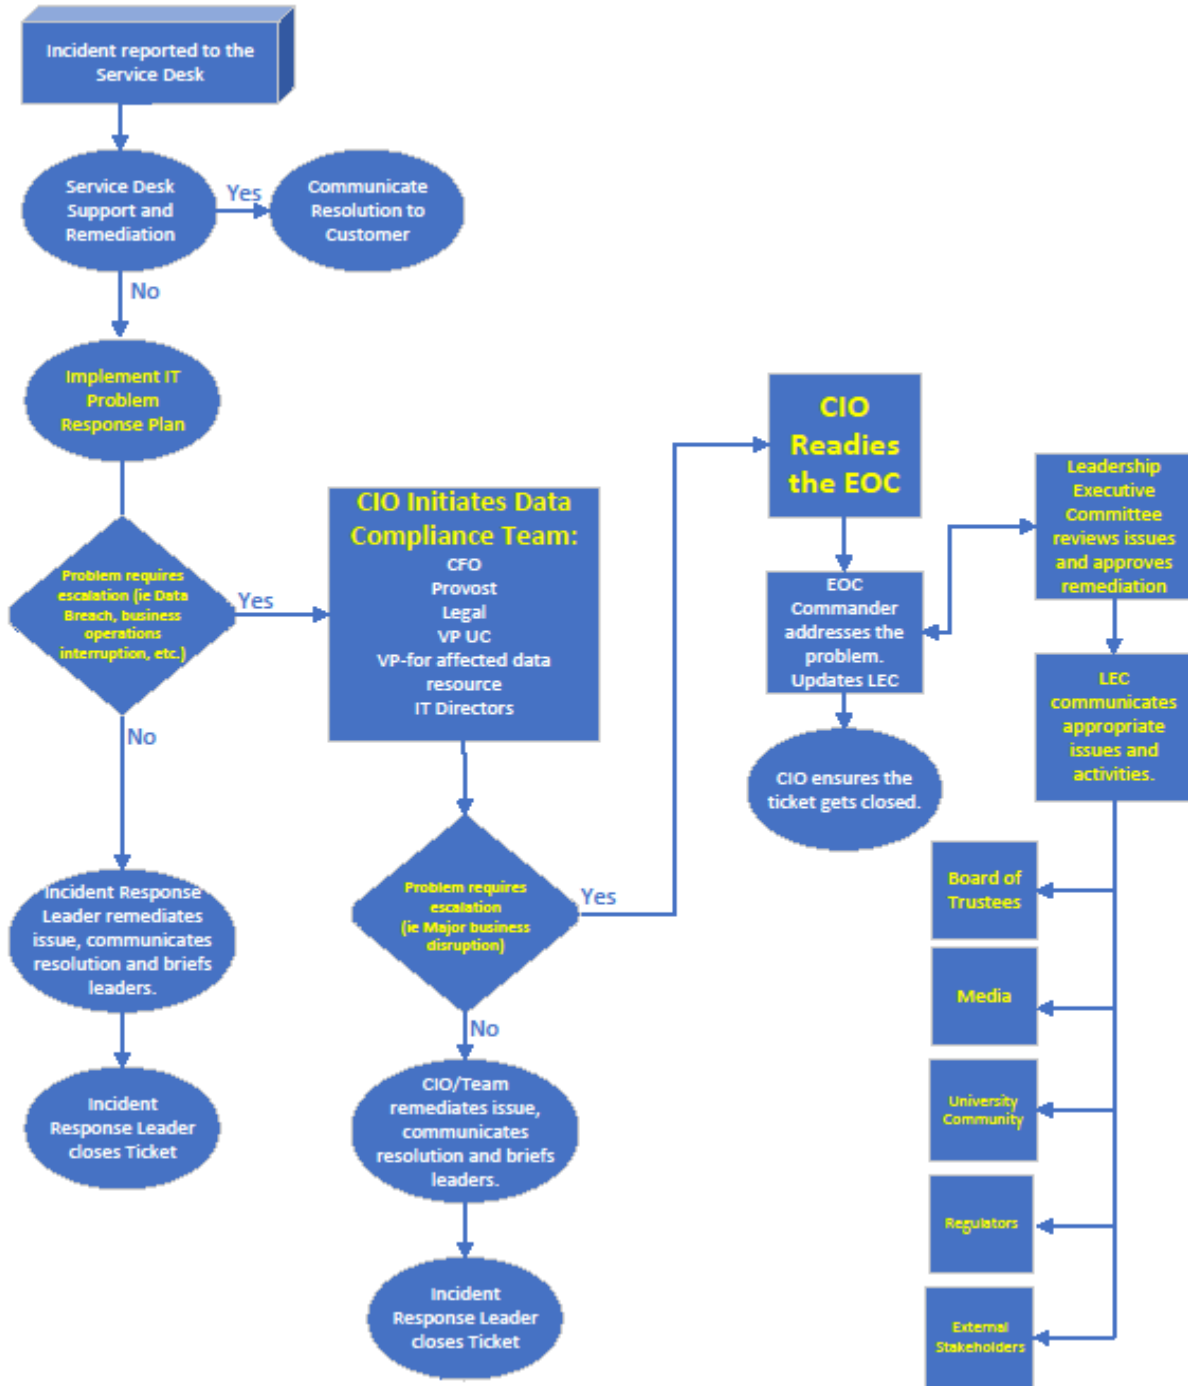 Incident reported to the
Service Desk
Service Desk
Support and
Remediation
Yes
Communicate
Resolution to
Customer
No
Implement IT
Problem
Response Plan
Problem requires
escalation (ie Data
Breach, business
operations
interruption, etc.)
Yes
No
Incident Response
Leader remediates
issue, communicates
resolution and briefs
leaders.
Incident
Response Leader
closes Ticket
CIO Initiates Data
Compliance Team:
CFO
Provost
Legal
VP UC
VP-for affected data
resource
IT Directors
Problem requires
escalation
(ie Major business
disruption)
Yes
No
CIO/Team
remediates issue,
communicates
resolution and briefs
leaders.
Incident
Response Leader
closes Ticket
CIO
Readies
the EOC
EOC
Commander
addresses the
problem.
Updates LEC
CIO ensures the
ticket gets closed.
Leadership
Executive
Committee
reviews issues
and approves
remediation
LEC
communicates
appropriate
issues and
activities.
Board of
Trustees
Media
University
Community
Regulators
External
Stakeholders